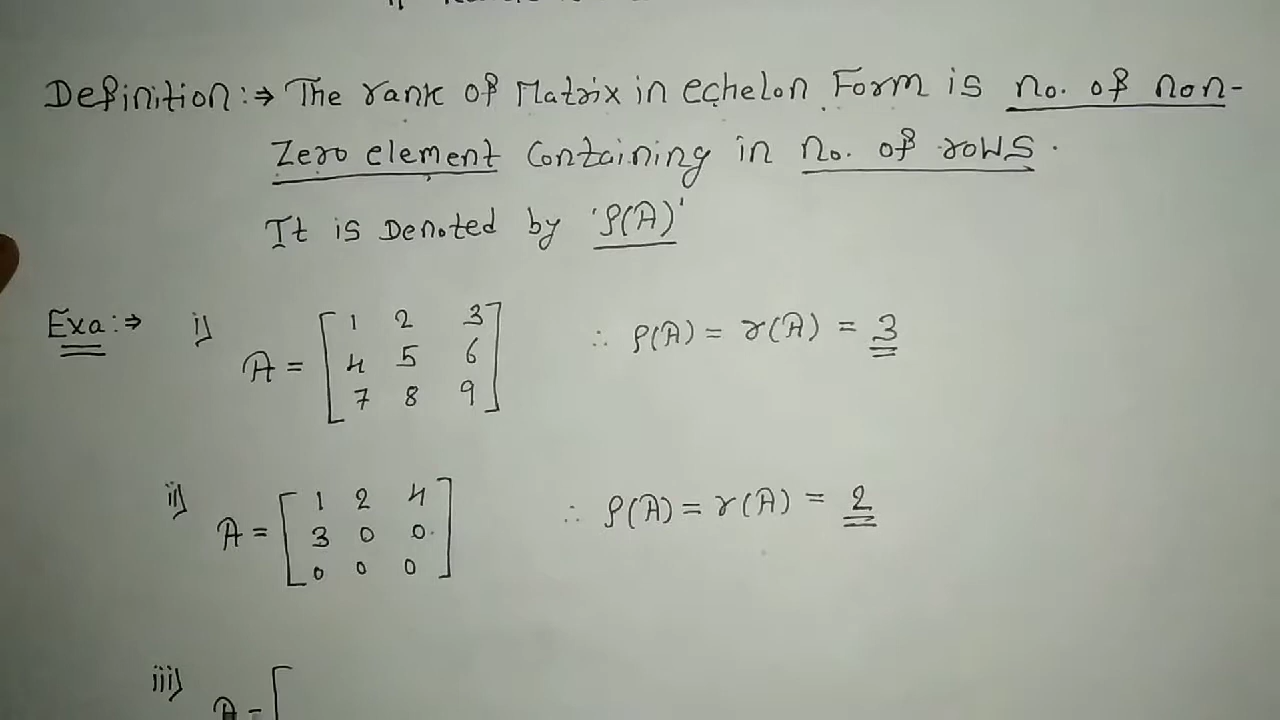 Definition :⇒ The rank of Matrix in echelon Form is no. of non-
Zero element Containing in no. of rows.
It is Denoted by 'ρ(A)'
Exa :⇒ i) A = [1 2 3
4 5 6
7 8 9] ∴ ρ(A) = r(A) = 3
ii) A = [1 2 4
3 0 0
0 0 0] ∴ ρ(A) = r(A) = 2
iii) A = [